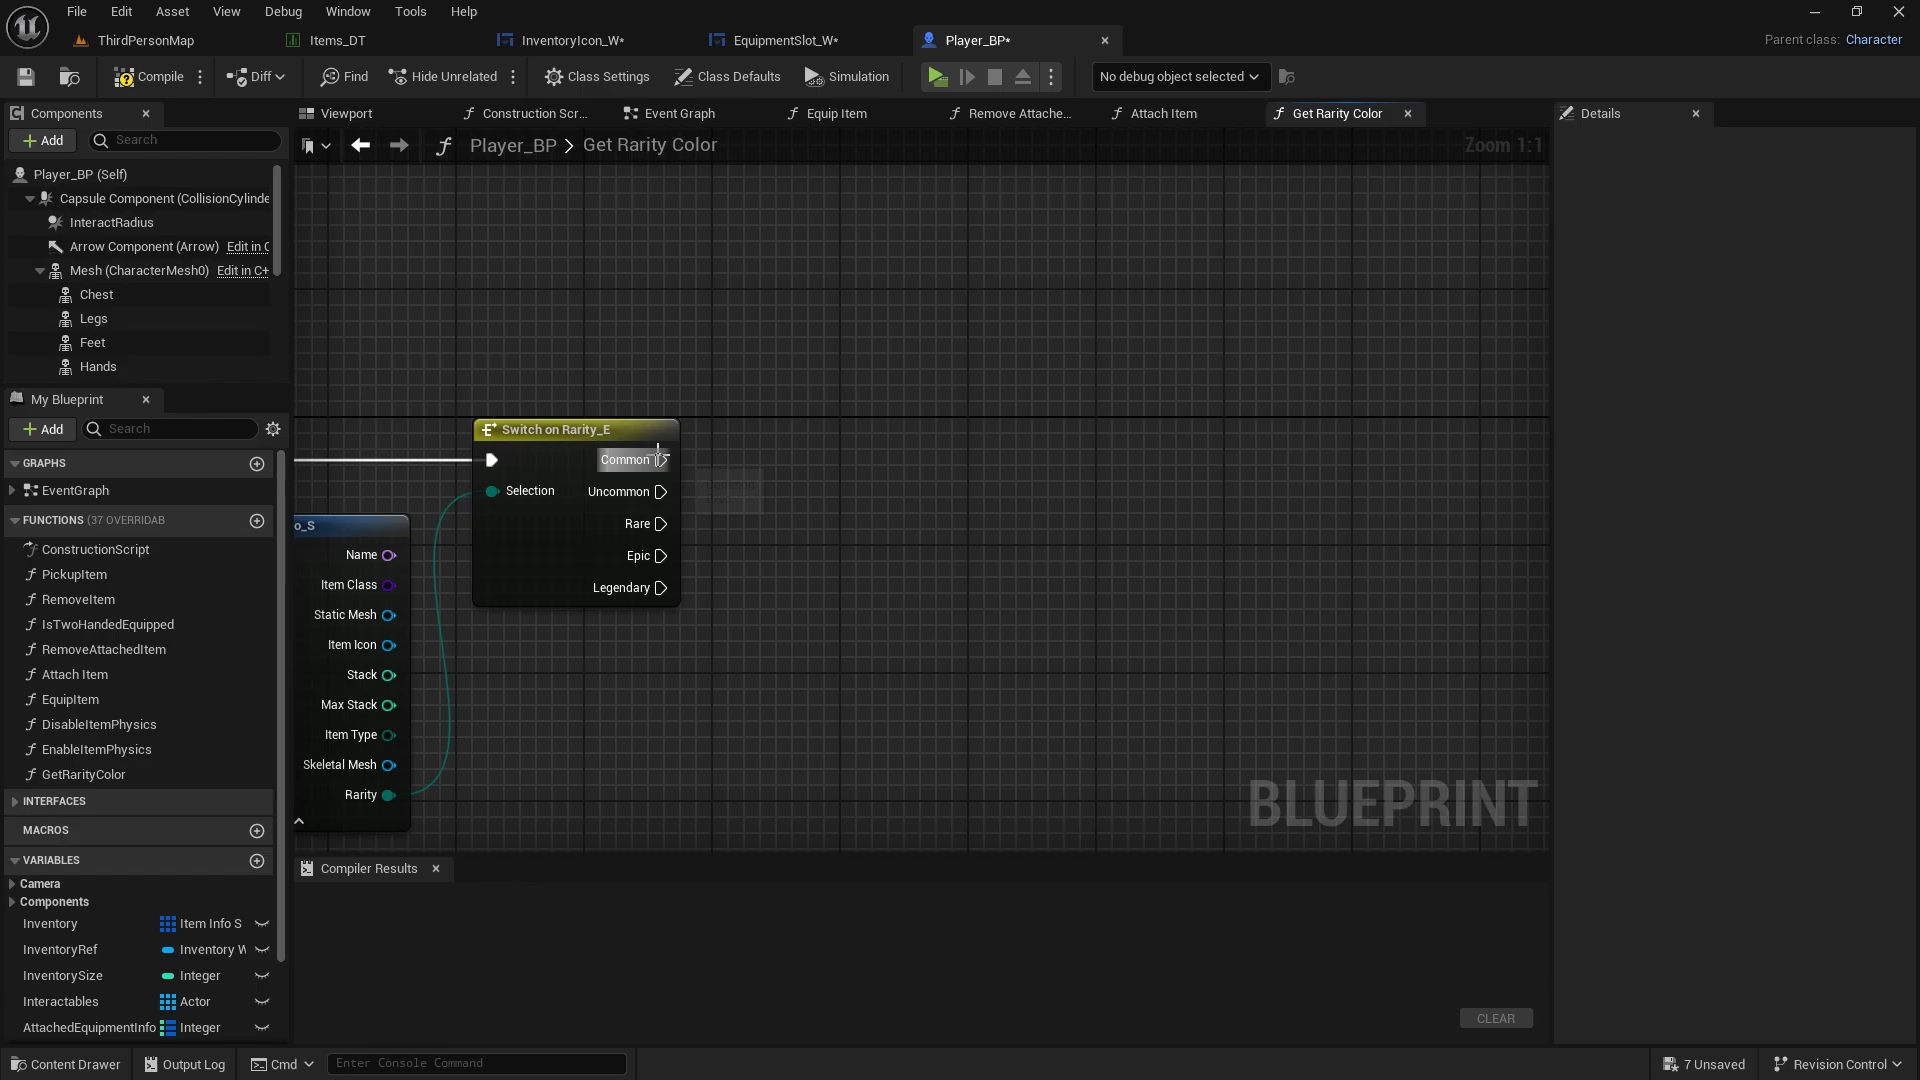 File Edit Asset View Debug Window Tools Help
ThirdPersonMap Items_DT InventoryIcon_W* EquipmentSlot_W* Player_BP* Parent class: Character
Compile Diff Find Hide Unrelated Class Settings Class Defaults Simulation No debug object selected
Components Viewport Construction Scr... Event Graph Equip Item Remove Attache... Attach Item Get Rarity Color Details
Add Search Player_BP > Get Rarity Color Zoom 1:1
Player_BP (Self)
Capsule Component (CollisionCylinde
InteractRadius
Arrow Component (Arrow) Edit in C
Mesh (CharacterMesh0) Edit in C+
Chest
Legs
Feet
Hands
My Blueprint
Add Search
GRAPHS
EventGraph
FUNCTIONS (37 OVERRIDAB
ConstructionScript
PickupItem
RemoveItem
IsTwoHandedEquipped
RemoveAttachedItem
Attach Item
EquipItem
DisableItemPhysics
EnableItemPhysics
GetRarityColor
INTERFACES
MACROS
VARIABLES
Camera
Components
Inventory Item Info S
InventoryRef Inventory W
InventorySize Integer
Interactables Actor
AttachedEquipmentInfo Integer
Switch on Rarity_E
Common
Selection Uncommon
Rare
Epic
Legendary
o_S
Name
Item Class
Static Mesh
Item Icon
Stack
Max Stack
Item Type
Skeletal Mesh
Rarity
BLUEPRINT
Compiler Results
CLEAR
Content Drawer Output Log Cmd Enter Console Command 7 Unsaved Revision Control